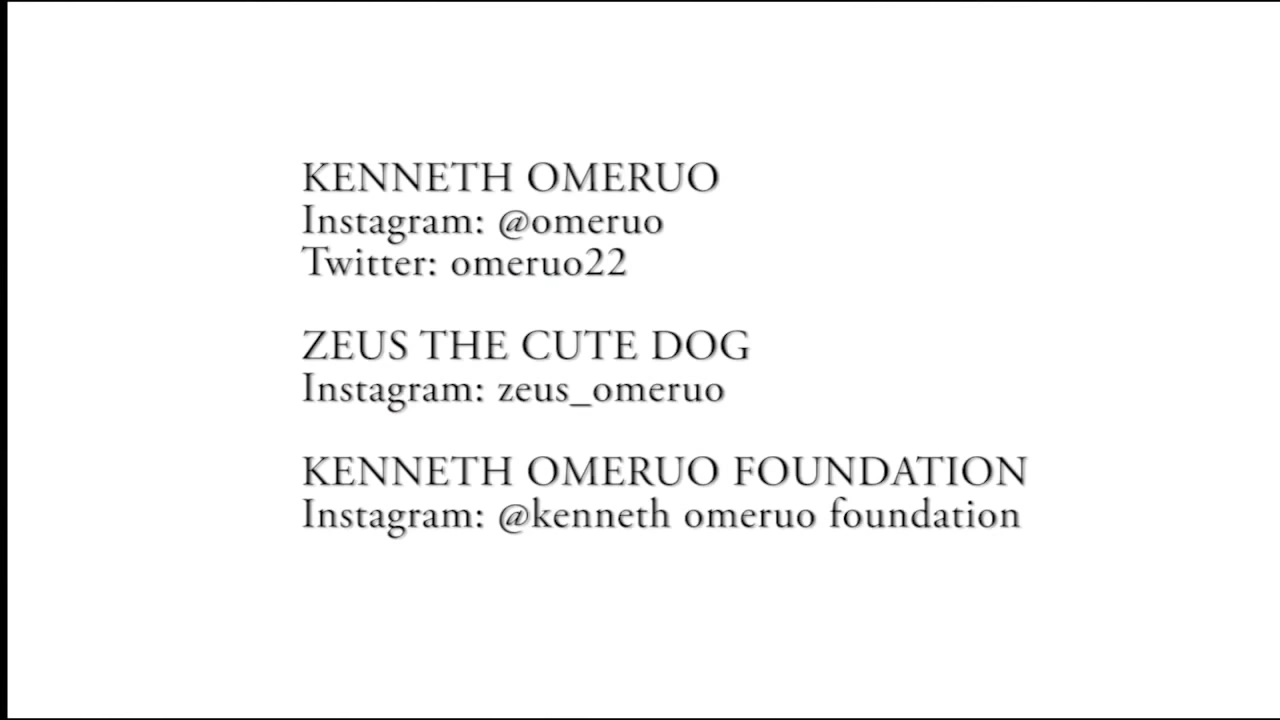 KENNETH OMERUO
Instagram: @omeruo
Twitter: omeruo22
ZEUS THE CUTE DOG
Instagram: zeus_omeruo
KENNETH OMERUO FOUNDATION
Instagram: @kenneth omeruo foundation